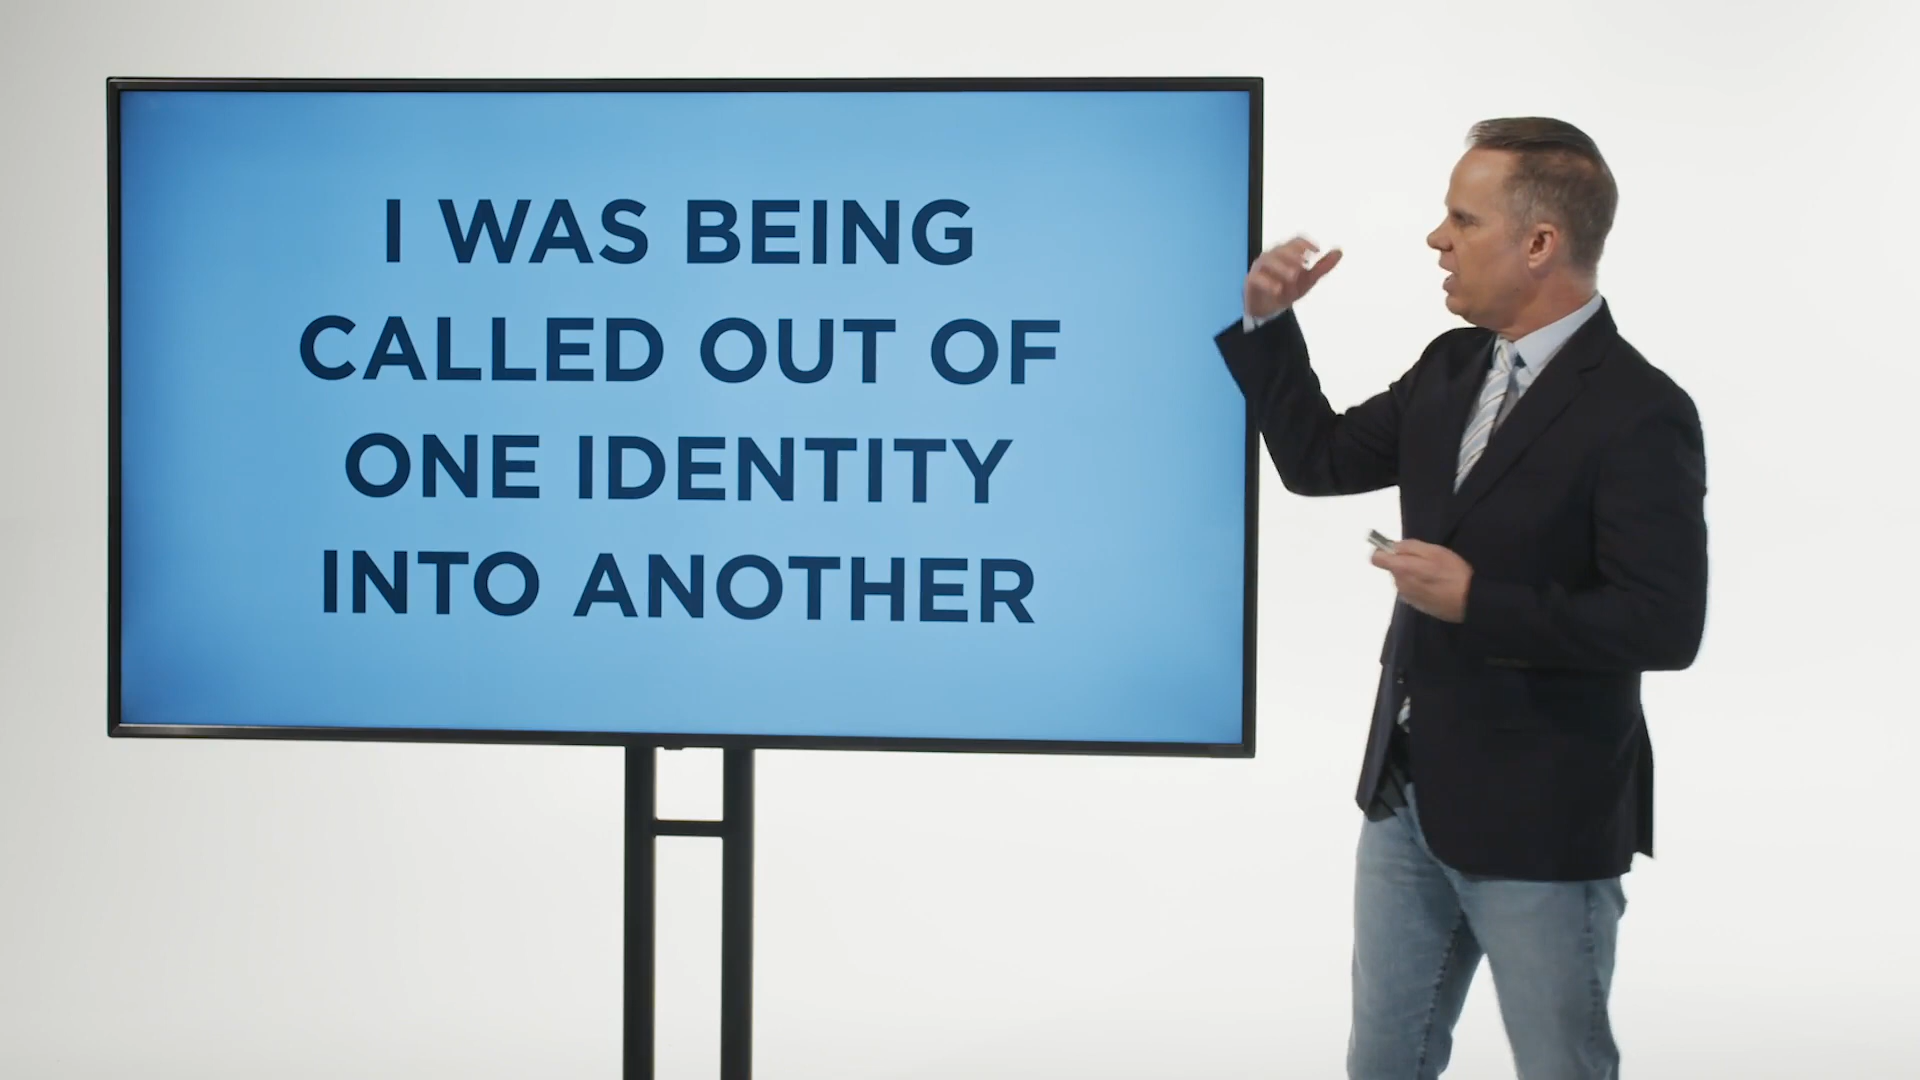 I WAS BEING
CALLED OUT OF
ONE IDENTITY
INTO ANOTHER